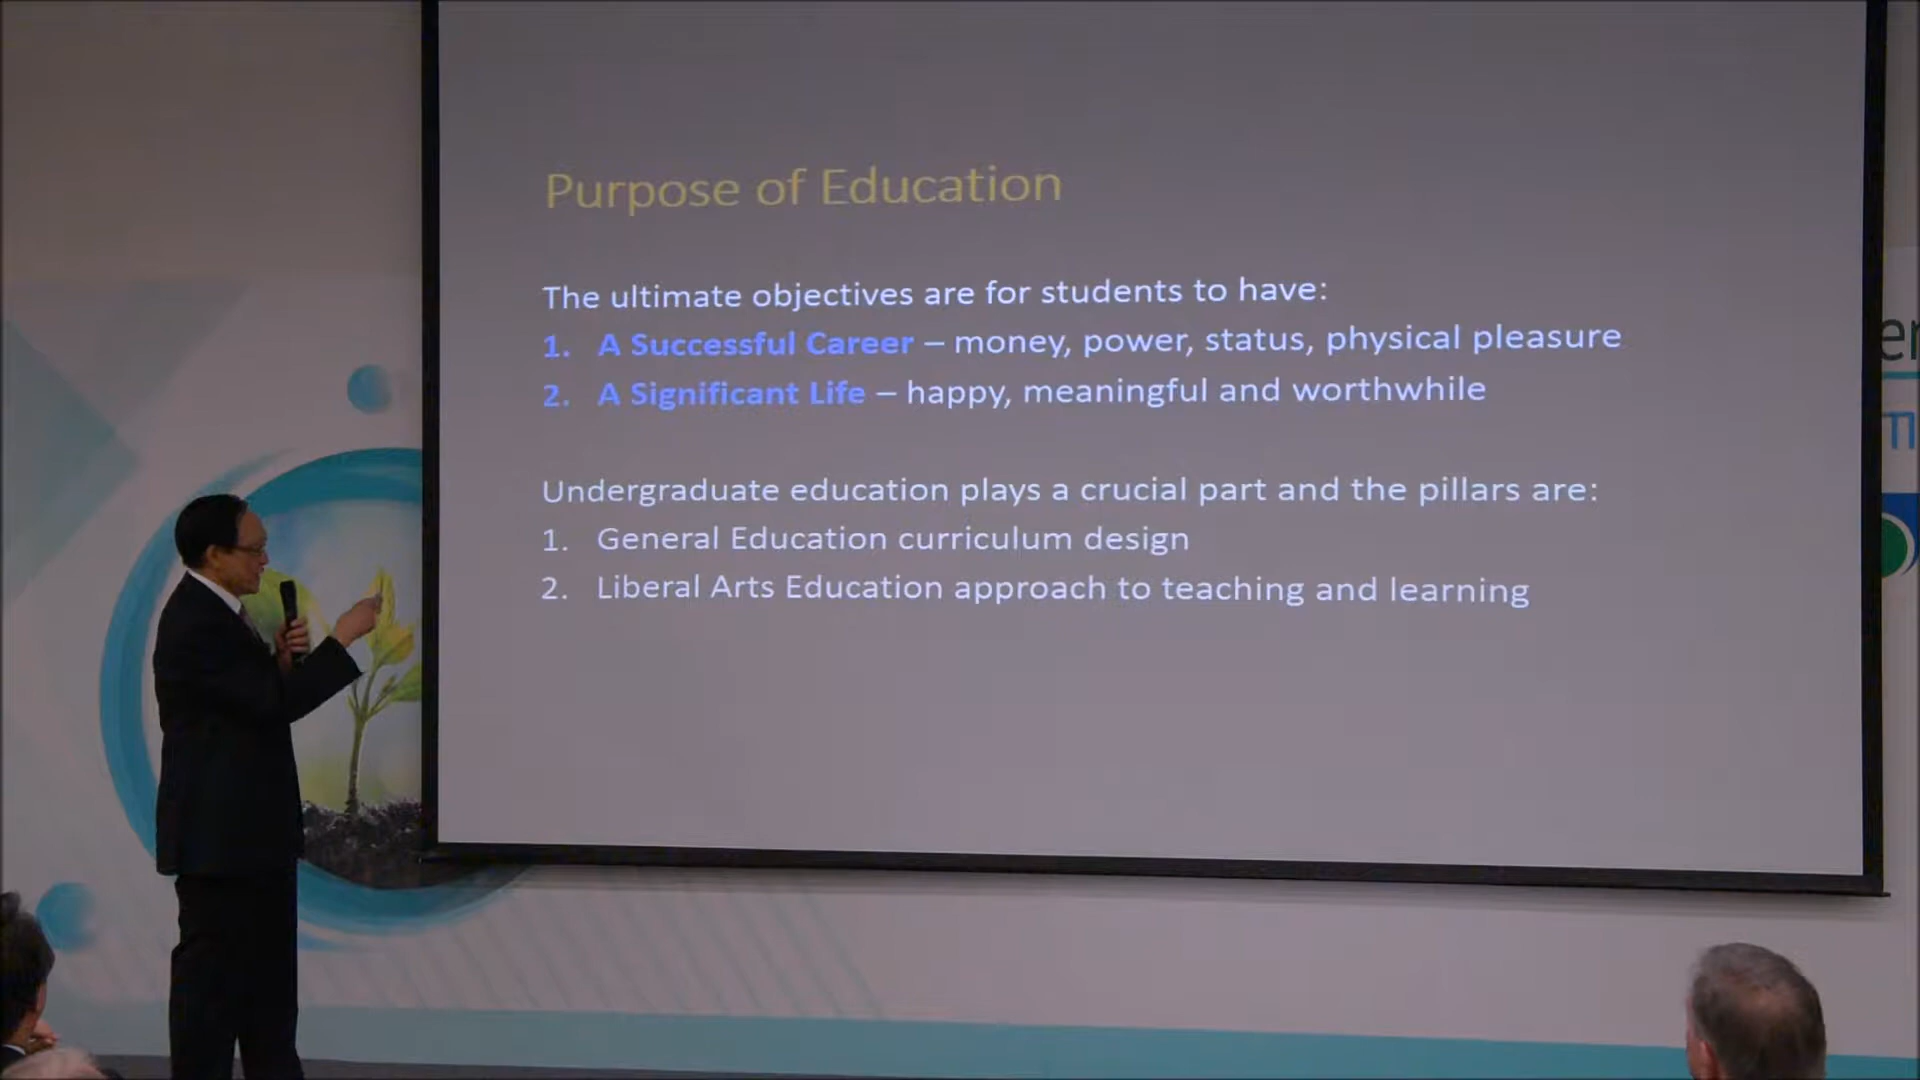 Purpose of Education
The ultimate objectives are for students to have:
1. A Successful Career – money, power, status, physical pleasure
2. A Significant Life – happy, meaningful and worthwhile
Undergraduate education plays a crucial part and the pillars are:
1. General Education curriculum design
2. Liberal Arts Education approach to teaching and learning